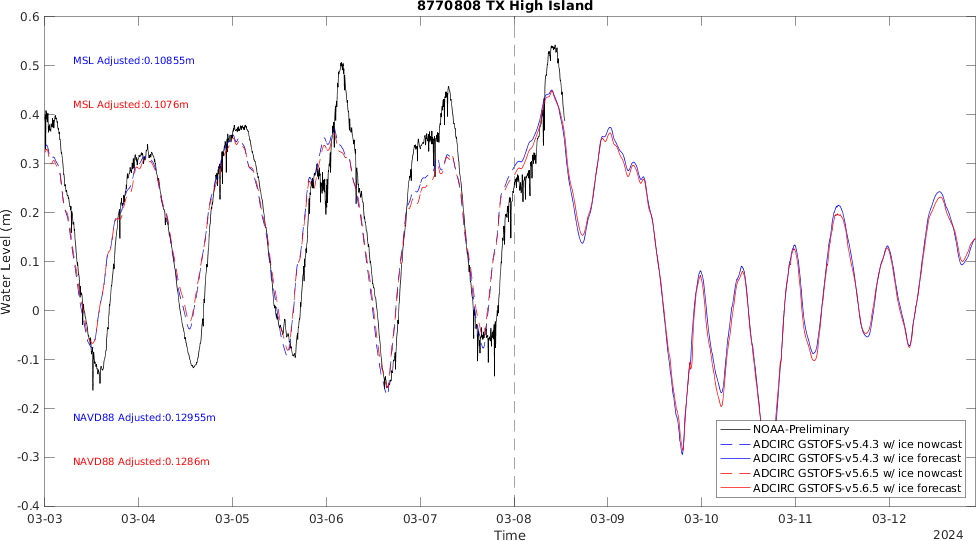 8770808 TX High Island
0.6
0.5
0.4
0.3
0.2
0.1
0
-0.1
-0.2
-0.3
-0.4
Water Level (m)
MSL Adjusted:0.10855m
MSL Adjusted:0.1076m
NAVD88 Adjusted:0.12955m
NAVD88 Adjusted:0.1286m
NOAA-Preliminary
ADCIRC GSTOFS-v5.4.3 w/ ice nowcast
ADCIRC GSTOFS-v5.4.3 w/ ice forecast
ADCIRC GSTOFS-v5.6.5 w/ ice nowcast
ADCIRC GSTOFS-v5.6.5 w/ ice forecast
03-03 03-04 03-05 03-06 03-07 03-08 03-09 03-10 03-11 03-12
Time
2024